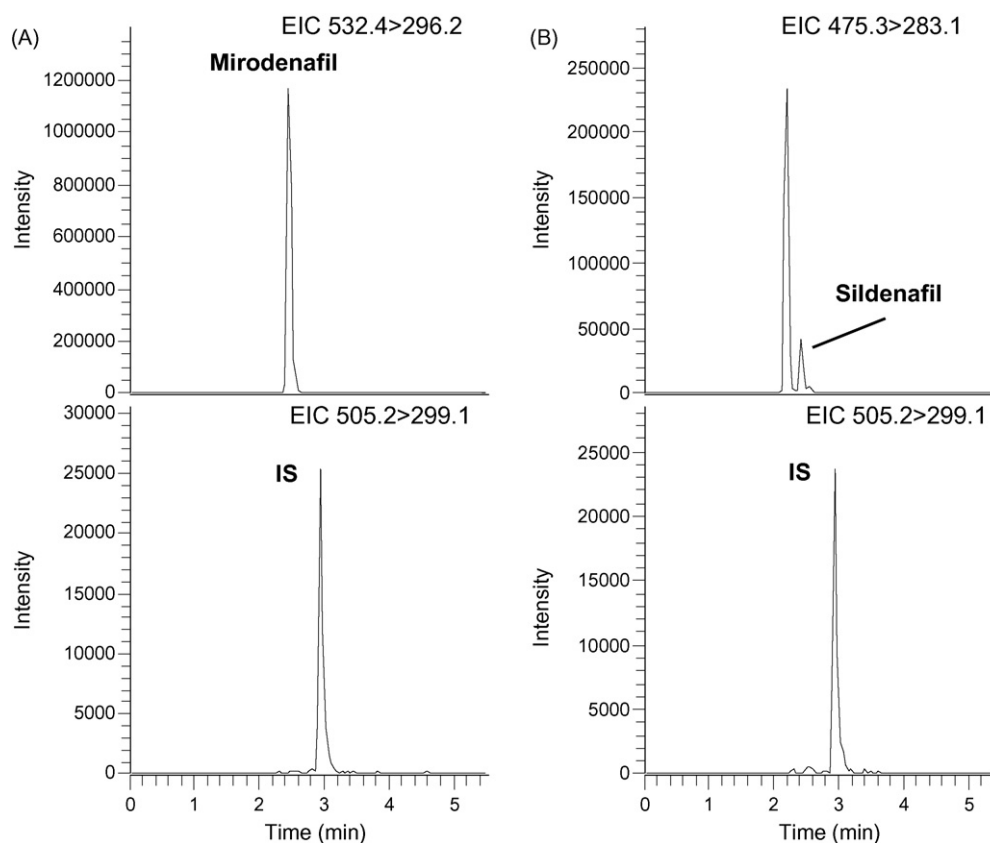 (A)
EIC 532.4>296.2
Mirodenafil
1200000
1000000
800000
600000
400000
200000
0
Intensity
EIC 505.2>299.1
IS
30000
25000
20000
15000
10000
5000
0
Intensity
0 1 2 3 4 5
Time (min)
(B)
EIC 475.3>283.1
Sildenafil
250000
200000
150000
100000
50000
0
Intensity
EIC 505.2>299.1
IS
25000
20000
15000
10000
5000
0
Intensity
0 1 2 3 4 5
Time (min)